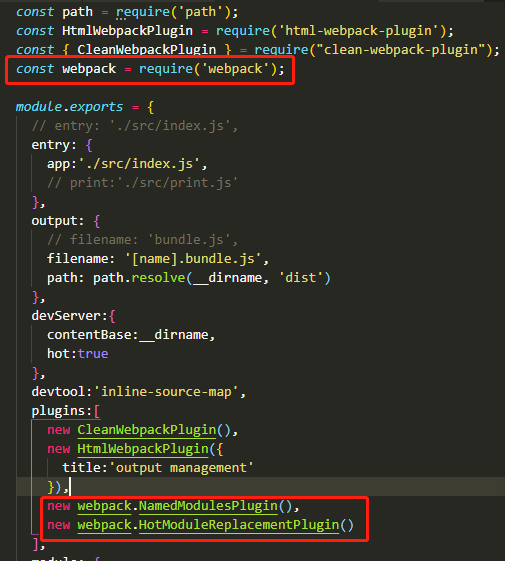 const path = require('path');
const HtmlWebpackPlugin = require('html-webpack-plugin');
const { CleanWebpackPlugin } = require("clean-webpack-plugin");
const webpack = require('webpack');
module.exports = {
// entry: './src/index.js',
entry: {
app:'./src/index.js',
// print:'./src/print.js'
},
output: {
// filename: 'bundle.js',
filename: '[name].bundle.js',
path: path.resolve(__dirname, 'dist')
},
devServer:{
contentBase:__dirname,
hot:true
},
devtool:'inline-source-map',
plugins:[
new CleanWebpackPlugin(),
new HtmlWebpackPlugin({
title:'output management'
}),
new webpack.NamedModulesPlugin(),
new webpack.HotModuleReplacementPlugin()
],
module: {